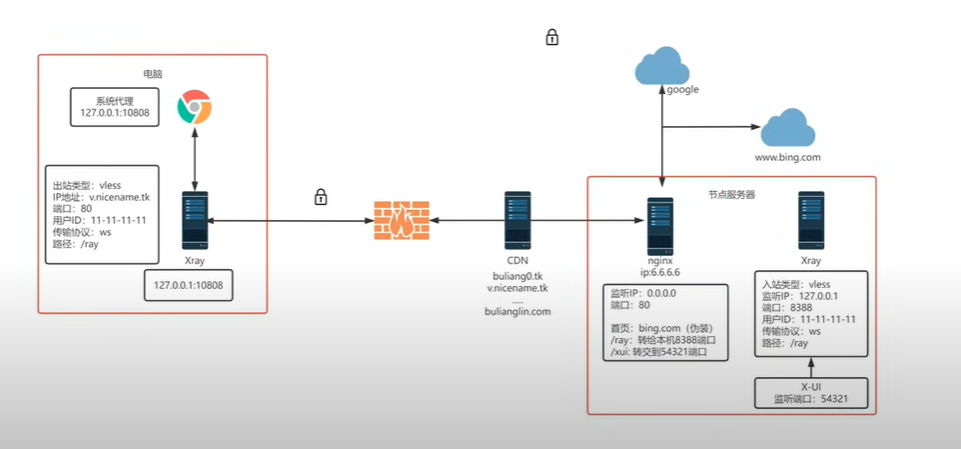 电脑
系统代理
127.0.0.1:10808
出站类型：vless
IP地址：v.nicename.tk
端口：80
用户ID：11-11-11-11
传输协议：ws
路径：/ray
Xray
127.0.0.1:10808
CDN
buliang0.tk
v.nicename.tk
......
bulianglin.com
google
www.bing.com
节点服务器
nginx
ip:6.6.6.6
监听IP：0.0.0.0
端口：80
首页：bing.com（伪装）
/ray：转给本机8388端口
/xui: 转交到54321端口
Xray
入站类型：vless
监听IP：127.0.0.1
端口：8388
用户ID：11-11-11-11
传输协议：ws
路径：/ray
X-UI
监听端口：54321